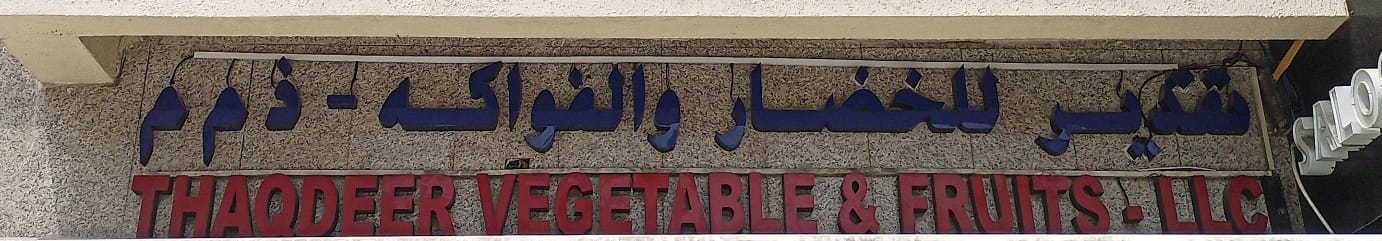 تقدير للخضار والفواكه - ذ م م
THAQDEER VEGETABLE & FRUITS - LLC